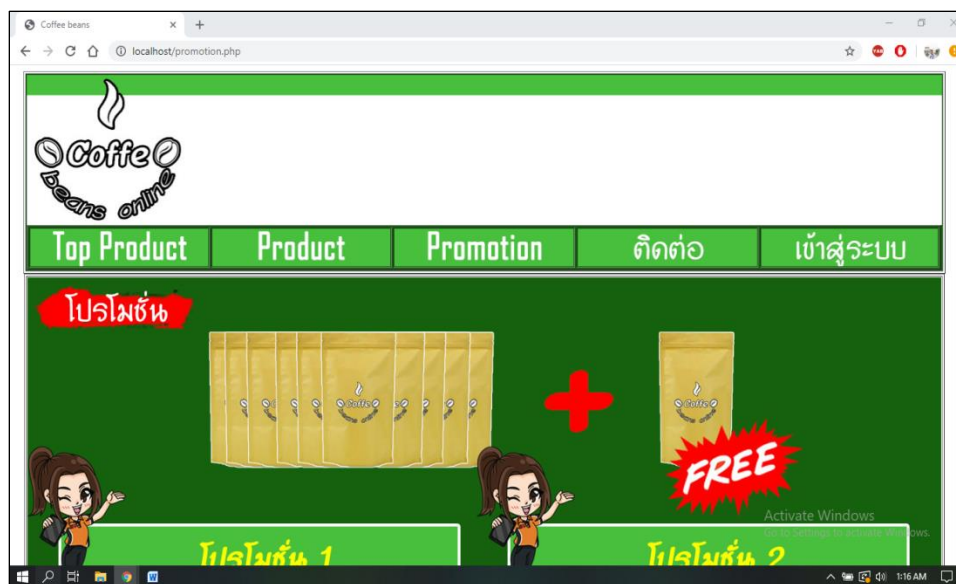 Coffee beans
localhost/promotion.php
Coffe
beans online
Top Product
Product
Promotion
ติดต่อ
เข้าสู่ระบบ
โปรโมชั่น
Coffe
Coffe
FREE
Activate Windows
Go to Settings to activate Windows.
โปรโมชั่น 1
โปรโมชั่น 2
1:16 AM